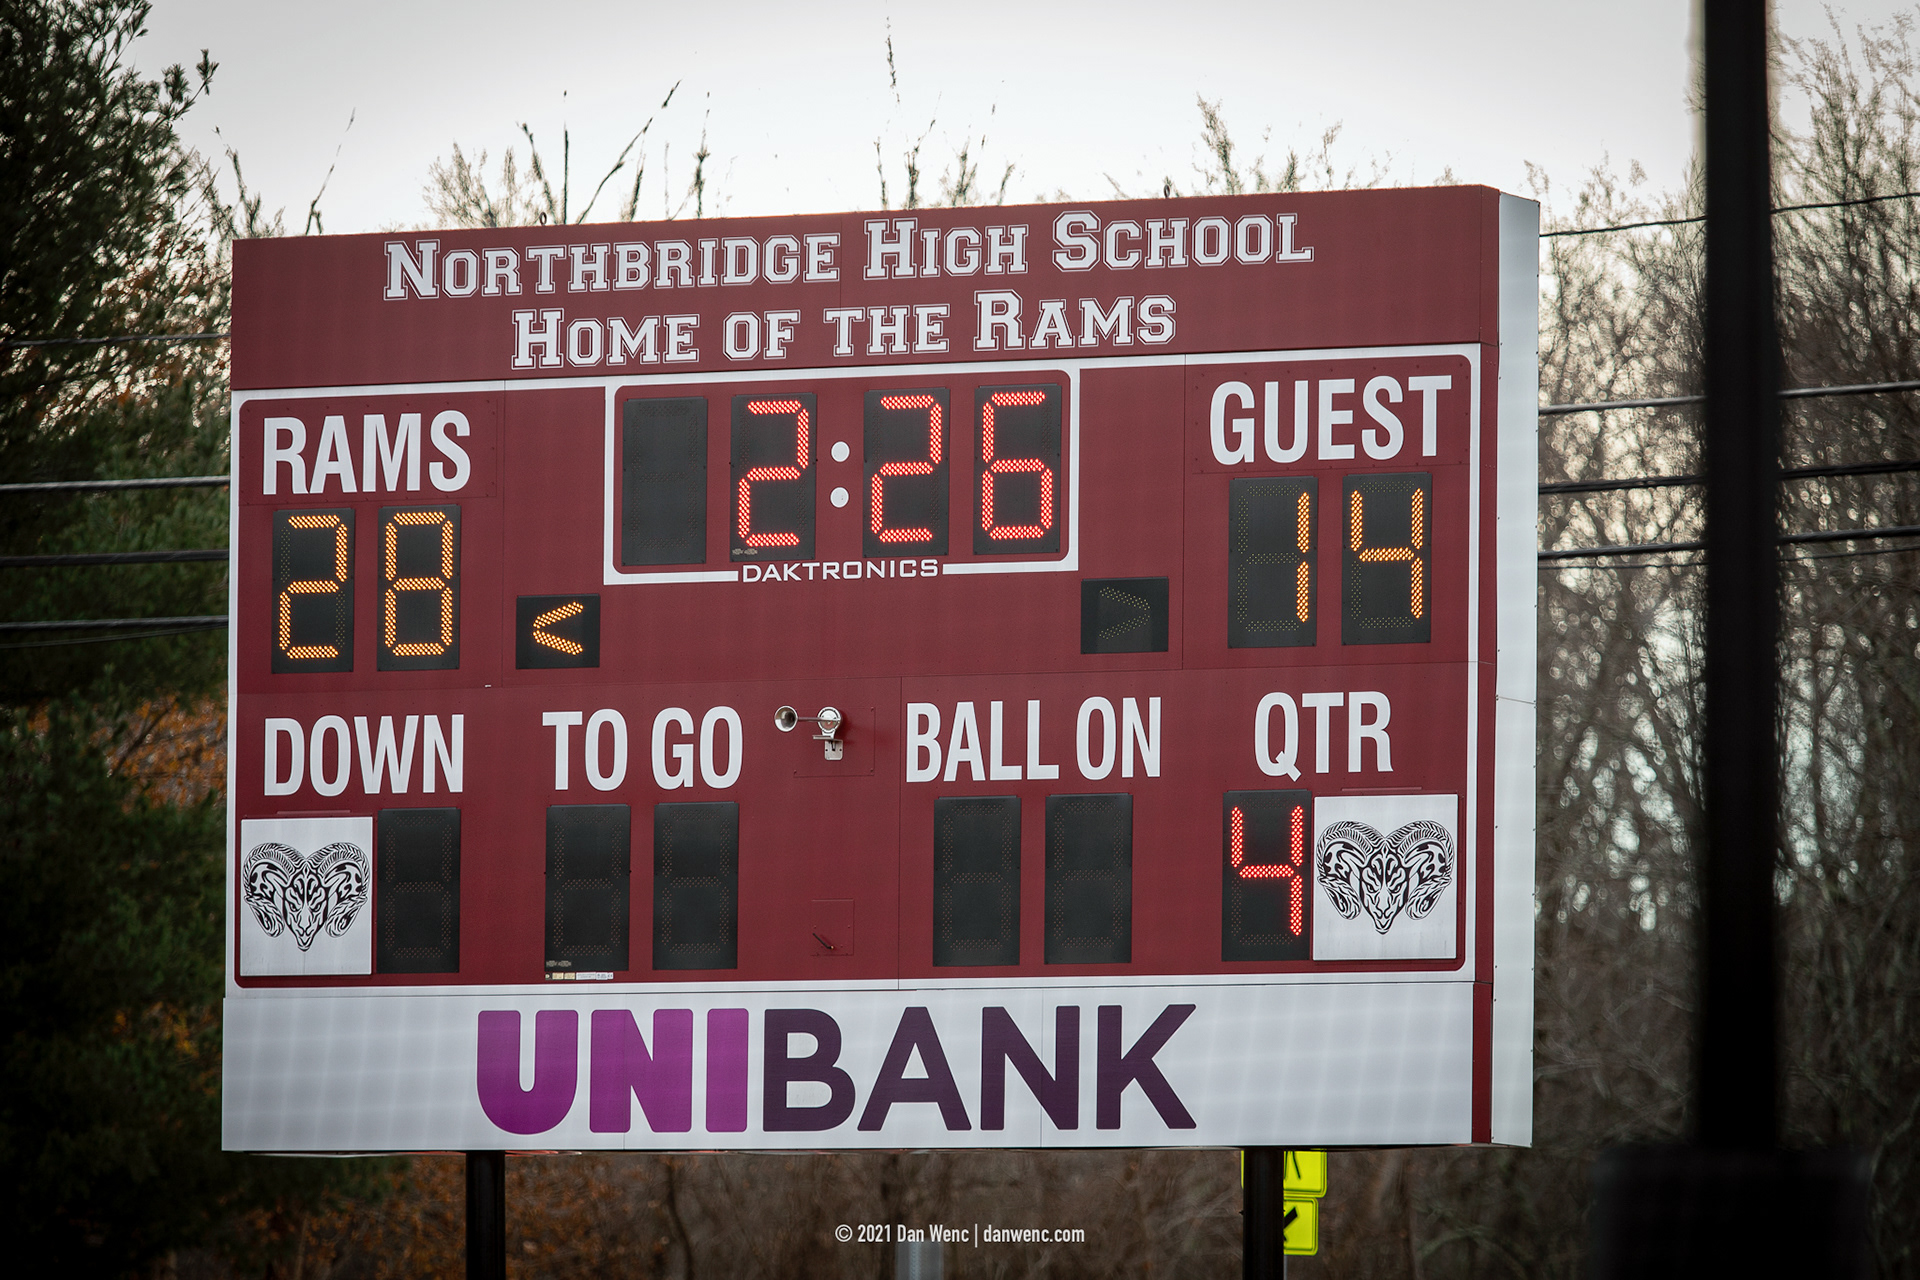 NORTHBRIDGE HIGH SCHOOL
HOME OF THE RAMS
RAMS
2:26
GUEST
28
<
>
14
DAKTRONICS
DOWN
TO GO
BALL ON
QTR
4
UNIBANK
© 2021 Dan Wenc | danwenc.com